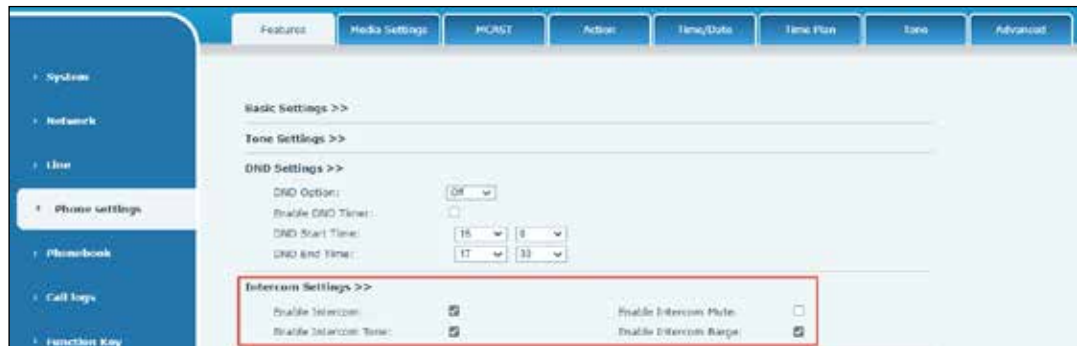 Features Media Settings MCAST Action Time/Date Time Plan Tone Advanced
› System
› Network
› Line
› Phone settings
› Phonebook
› Call logs
› Function Key
Basic Settings >>
Tone Settings >>
DND Settings >>
DND Option: Off
Enable DND Timer:
DND Start Time: 15 0
DND End Time: 17 30
Intercom Settings >>
Enable Intercom: Enable Intercom Mute:
Enable Intercom Tone: Enable Intercom Barge: